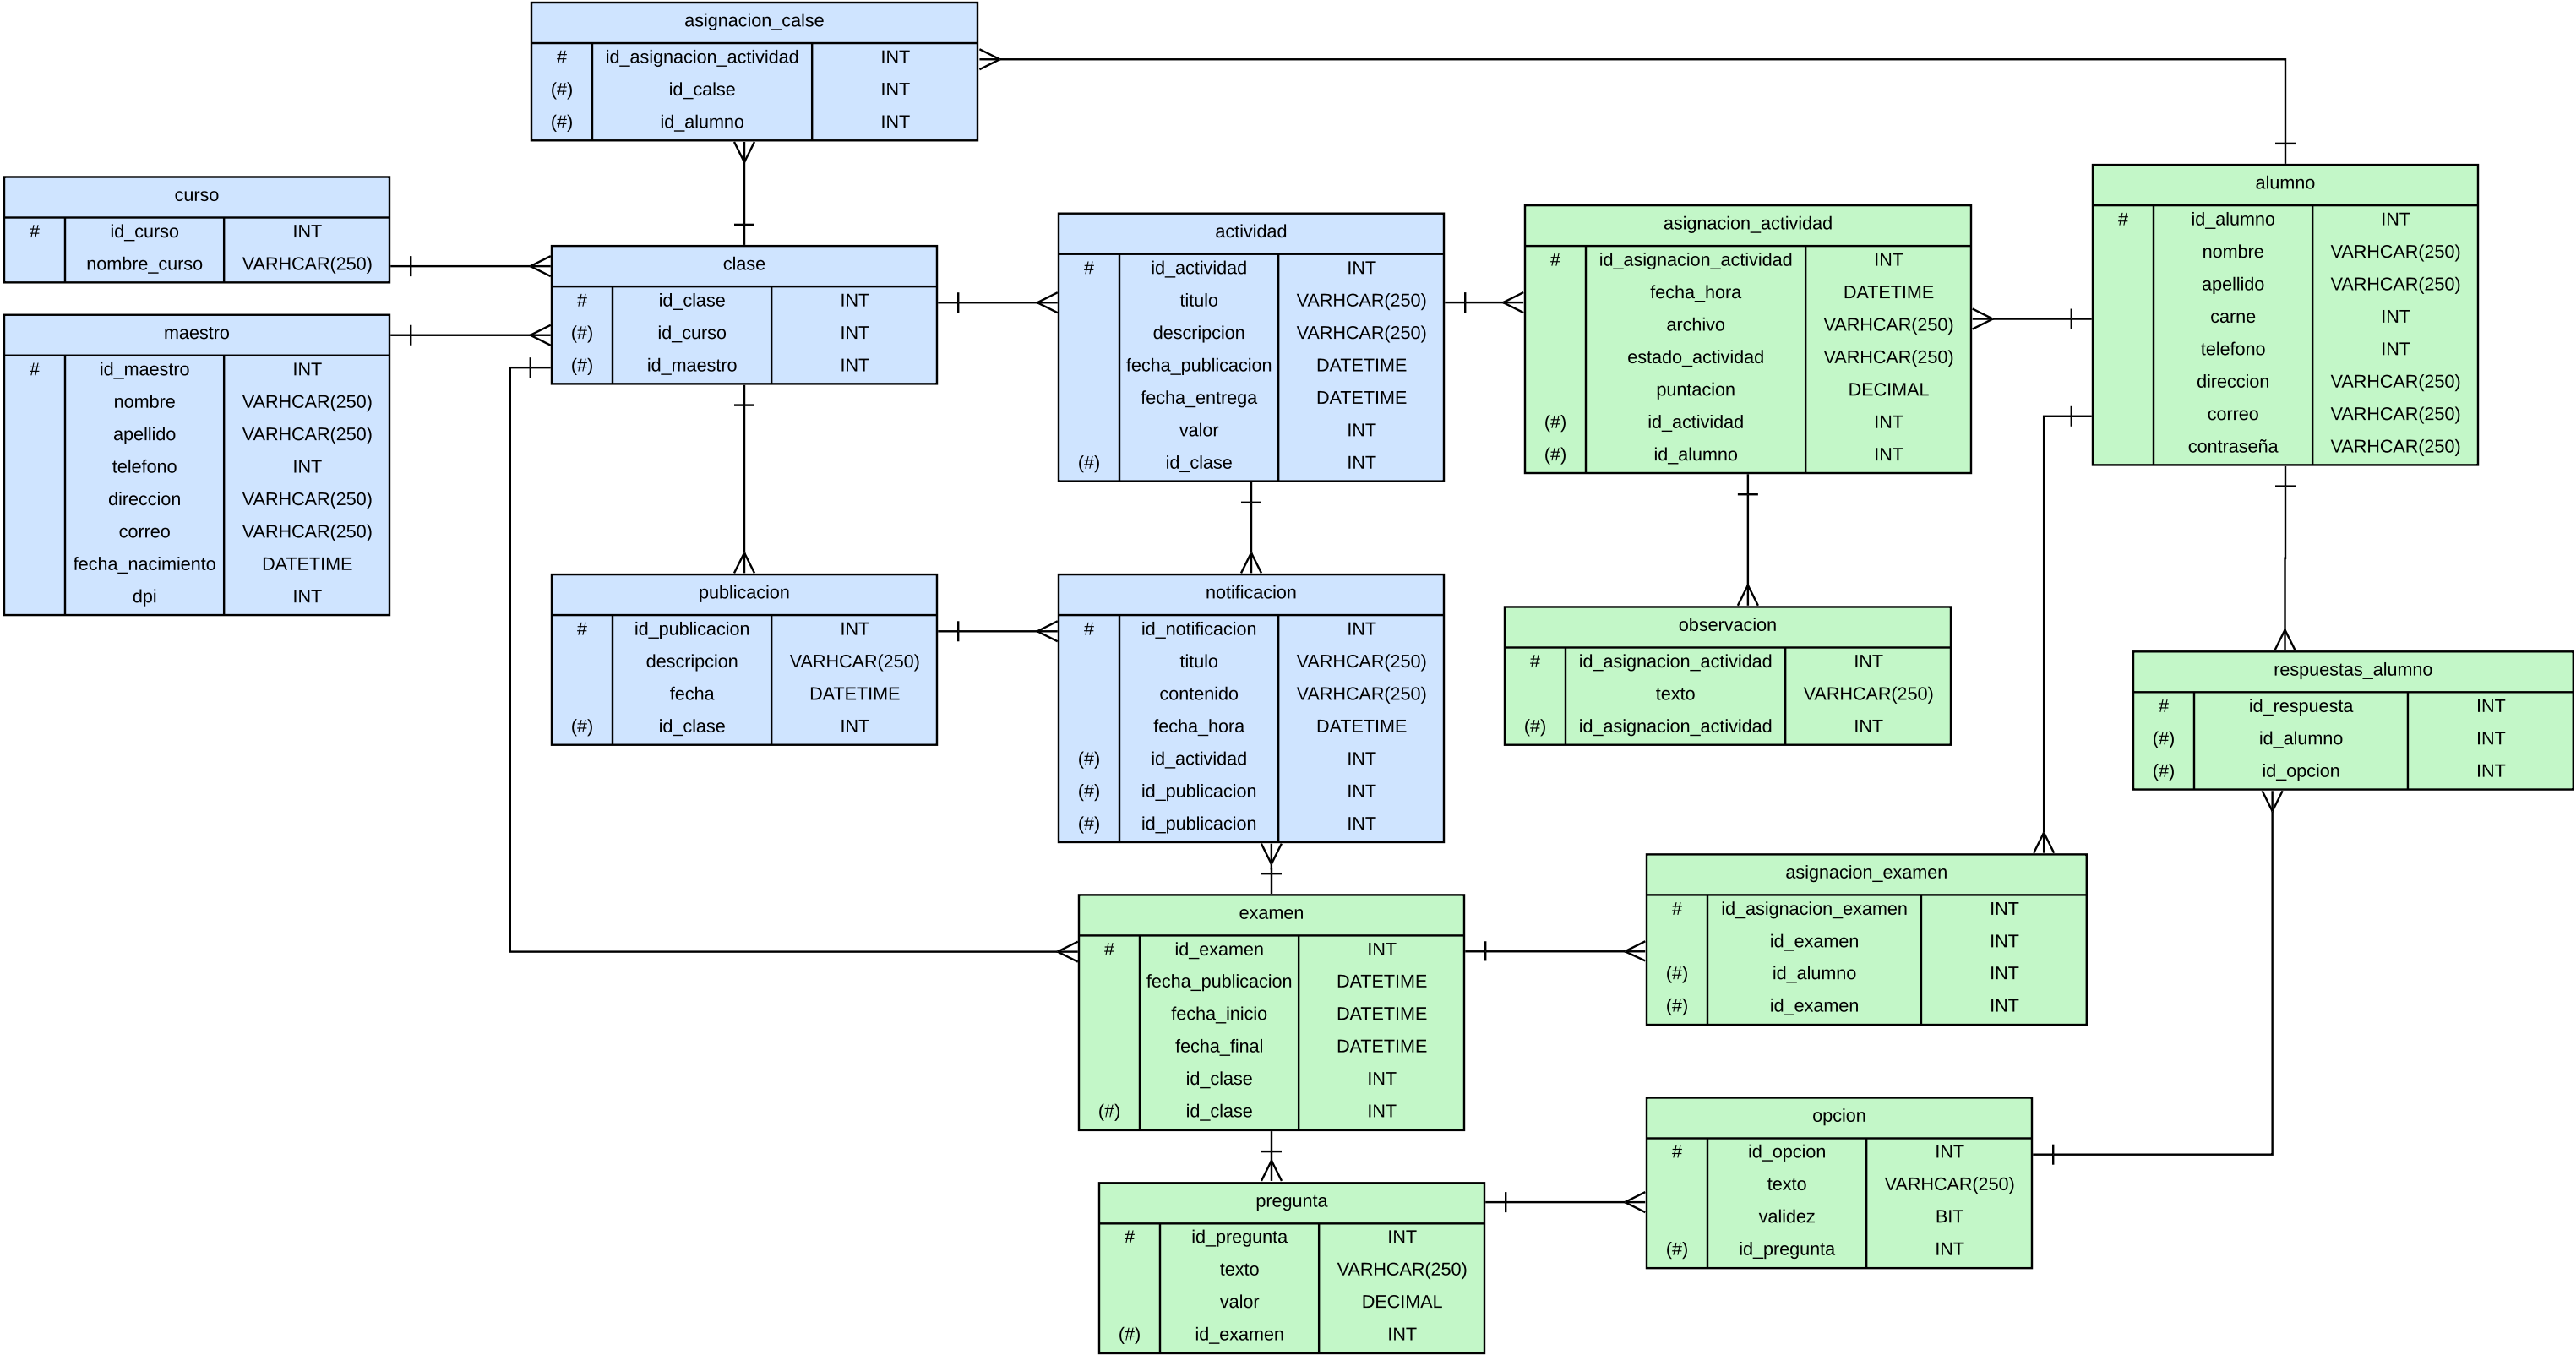 asignacion_calse
# id_asignacion_actividad INT
(#) id_calse INT
(#) id_alumno INT
curso
# id_curso INT
nombre_curso VARHCAR(250)
maestro
# id_maestro INT
nombre VARHCAR(250)
apellido VARHCAR(250)
telefono INT
direccion VARHCAR(250)
correo VARHCAR(250)
fecha_nacimiento DATETIME
dpi INT
clase
# id_clase INT
(#) id_curso INT
(#) id_maestro INT
actividad
# id_actividad INT
titulo VARHCAR(250)
descripcion VARHCAR(250)
fecha_publicacion DATETIME
fecha_entrega DATETIME
valor INT
(#) id_clase INT
asignacion_actividad
# id_asignacion_actividad INT
fecha_hora DATETIME
archivo VARHCAR(250)
estado_actividad VARHCAR(250)
puntacion DECIMAL
(#) id_actividad INT
(#) id_alumno INT
alumno
# id_alumno INT
nombre VARHCAR(250)
apellido VARHCAR(250)
carne INT
telefono INT
direccion VARHCAR(250)
correo VARHCAR(250)
contraseña VARHCAR(250)
publicacion
# id_publicacion INT
descripcion VARHCAR(250)
fecha DATETIME
(#) id_clase INT
notificacion
# id_notificacion INT
titulo VARHCAR(250)
contenido VARHCAR(250)
fecha_hora DATETIME
(#) id_actividad INT
(#) id_publicacion INT
(#) id_publicacion INT
observacion
# id_asignacion_actividad INT
texto VARHCAR(250)
(#) id_asignacion_actividad INT
respuestas_alumno
# id_respuesta INT
(#) id_alumno INT
(#) id_opcion INT
examen
# id_examen INT
fecha_publicacion DATETIME
fecha_inicio DATETIME
fecha_final DATETIME
id_clase INT
(#) id_clase INT
asignacion_examen
# id_asignacion_examen INT
id_examen INT
(#) id_alumno INT
(#) id_examen INT
pregunta
# id_pregunta INT
texto VARHCAR(250)
valor DECIMAL
(#) id_examen INT
opcion
# id_opcion INT
texto VARHCAR(250)
validez BIT
(#) id_pregunta INT